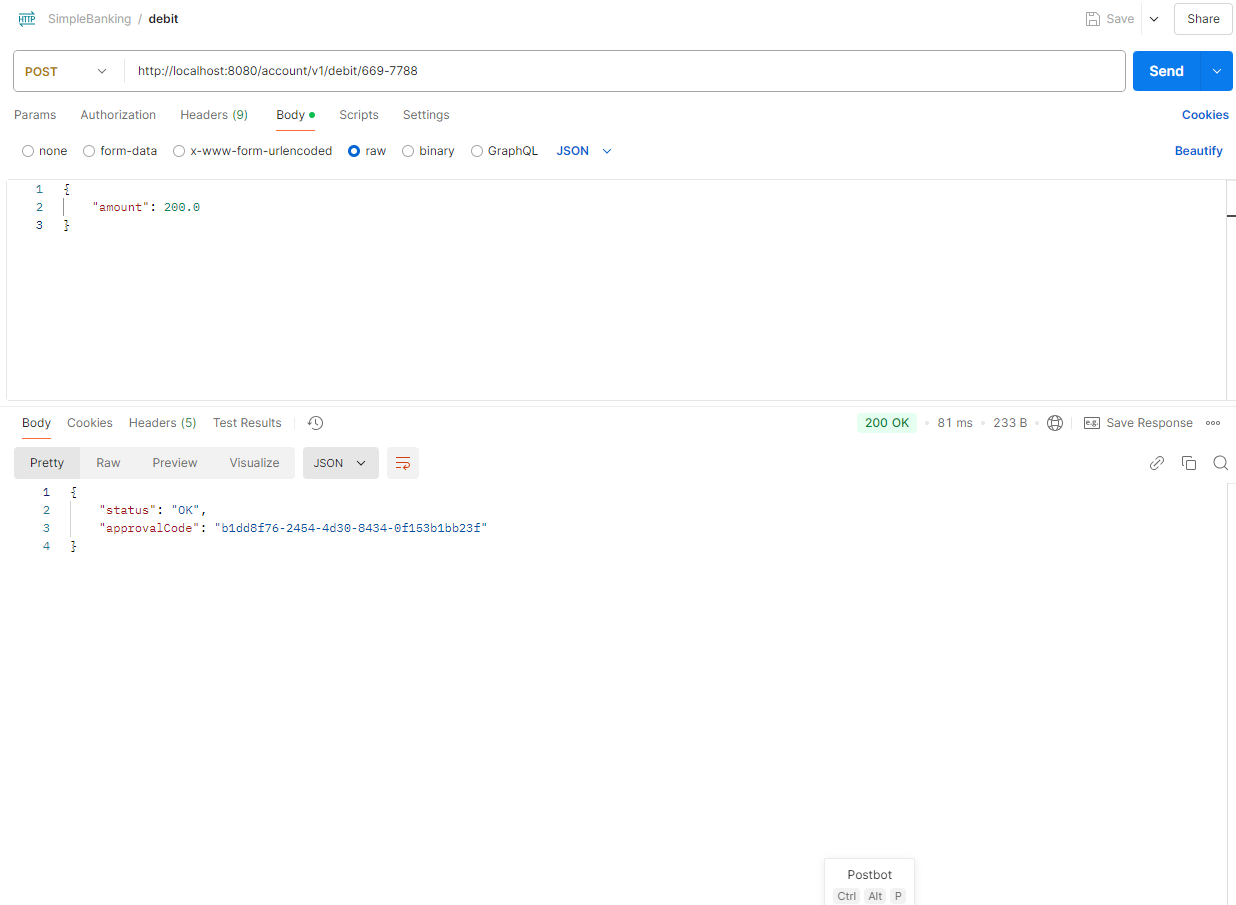 HTTP SimpleBanking / debit Save Share
POST http://localhost:8080/account/v1/debit/669-7788 Send
Params Authorization Headers (9) Body Scripts Settings Cookies
none form-data x-www-form-urlencoded raw binary GraphQL JSON Beautify
1 {
2 "amount": 200.0
3 }
Body Cookies Headers (5) Test Results 200 OK • 81 ms • 233 B • e.g. Save Response
Pretty Raw Preview Visualize JSON
1 {
2 "status": "OK",
3 "approvalCode": "b1dd8f76-2454-4d30-8434-0f153b1bb23f"
4 }
Postbot
Ctrl Alt P